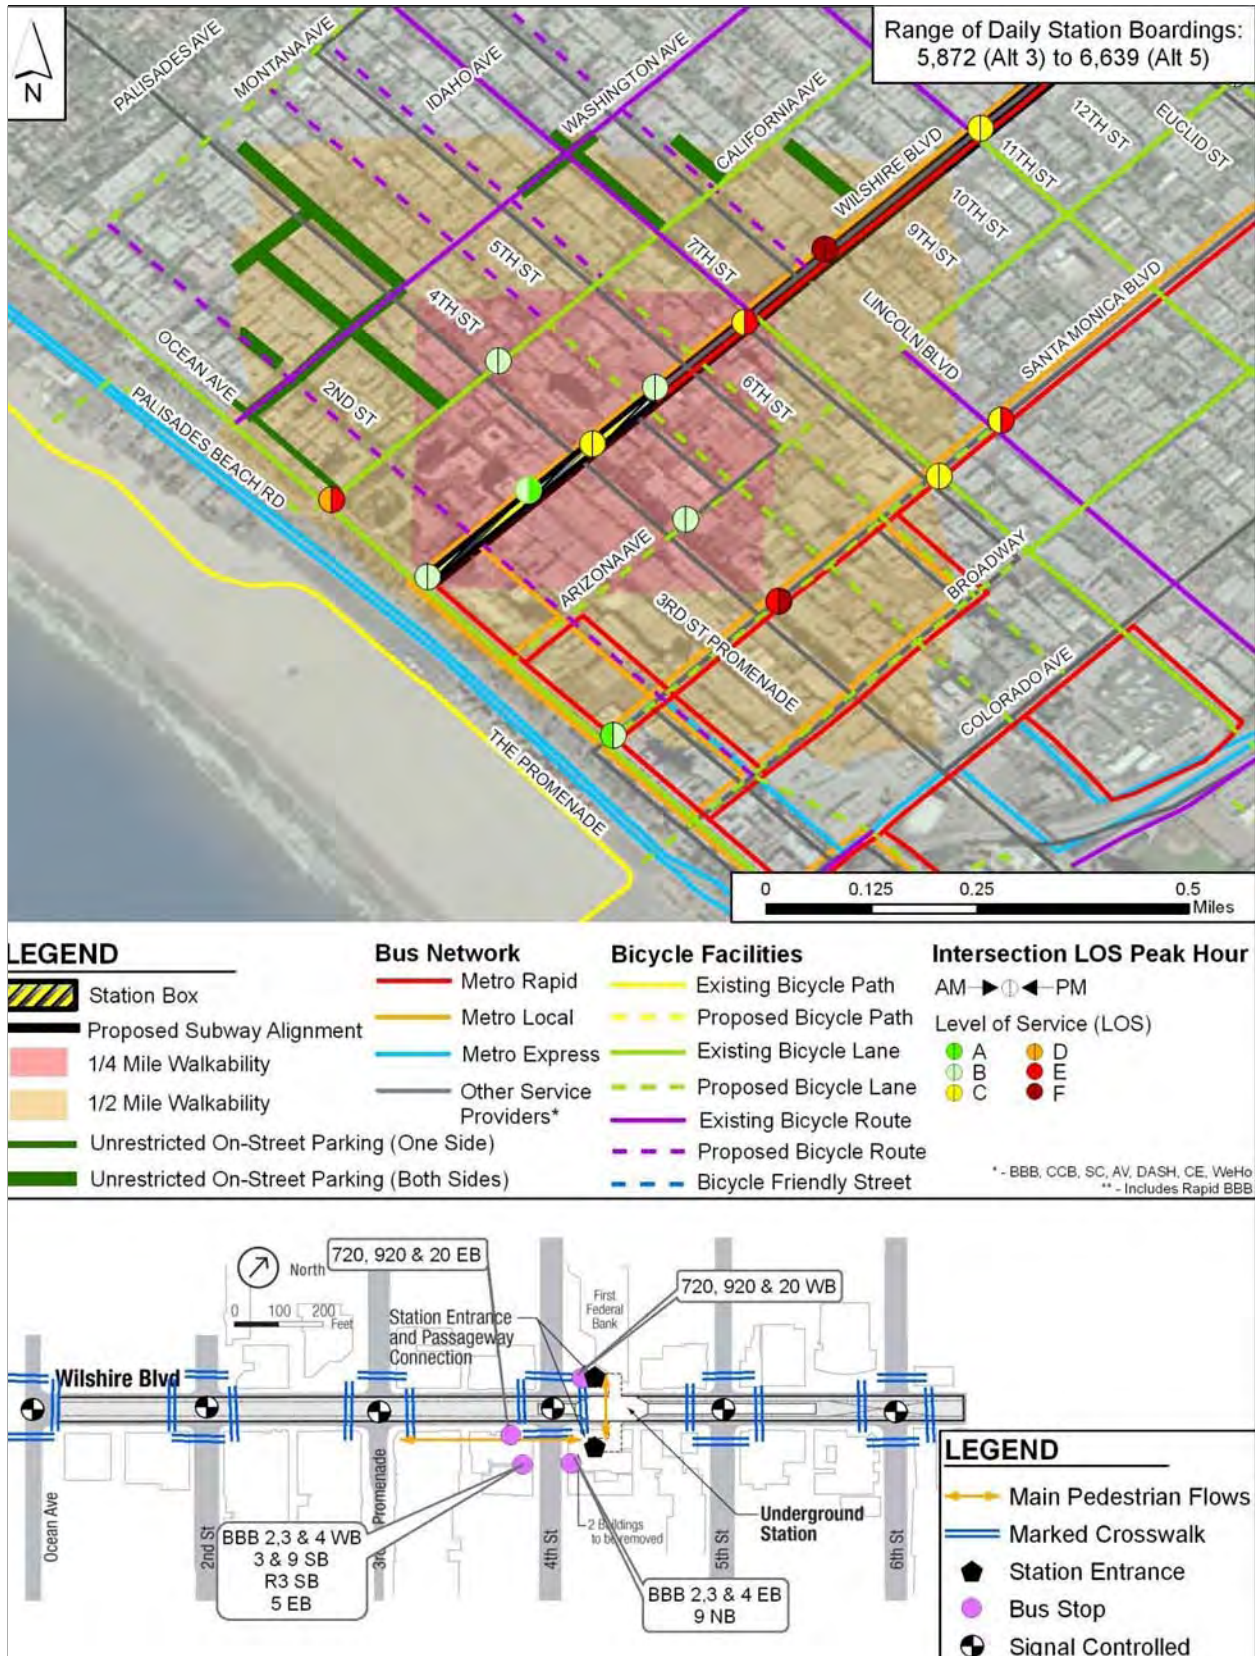 Range of Daily Station Boardings:
5,872 (Alt 3) to 6,639 (Alt 5)
N
PALISADES AVE
MONTANA AVE
IDAHO AVE
WASHINGTON AVE
CALIFORNIA AVE
WILSHIRE BLVD
11TH ST
12TH ST
EUCLID ST
10TH ST
9TH ST
7TH ST
5TH ST
4TH ST
LINCOLN BLVD
SANTA MONICA BLVD
OCEAN AVE
2ND ST
6TH ST
PALISADES BEACH RD
ARIZONA AVE
3RD ST PROMENADE
BROADWAY
COLORADO AVE
THE PROMENADE
0 0.125 0.25 0.5
Miles
LEGEND
Station Box
Proposed Subway Alignment
1/4 Mile Walkability
1/2 Mile Walkability
Unrestricted On-Street Parking (One Side)
Unrestricted On-Street Parking (Both Sides)
Bus Network
Metro Rapid
Metro Local
Metro Express
Other Service
Providers*
Bicycle Facilities
Existing Bicycle Path
Proposed Bicycle Path
Existing Bicycle Lane
Proposed Bicycle Lane
Existing Bicycle Route
Proposed Bicycle Route
Bicycle Friendly Street
Intersection LOS Peak Hour
AM PM
Level of Service (LOS)
A D
B E
C F
* - BBB, CCB, SC, AV, DASH, CE, WeHo
** - Includes Rapid BBB
North
0 100 200
Feet
720, 920 & 20 EB
First
Federal
Bank
720, 920 & 20 WB
Station Entrance
and Passageway
Connection
Wilshire Blvd
Ocean Ave
2nd St
3rd Promenade
4th St
5th St
6th St
2 Buildings
to be removed
Underground
Station
BBB 2,3 & 4 WB
3 & 9 SB
R3 SB
5 EB
BBB 2,3 & 4 EB
9 NB
LEGEND
Main Pedestrian Flows
Marked Crosswalk
Station Entrance
Bus Stop
Signal Controlled